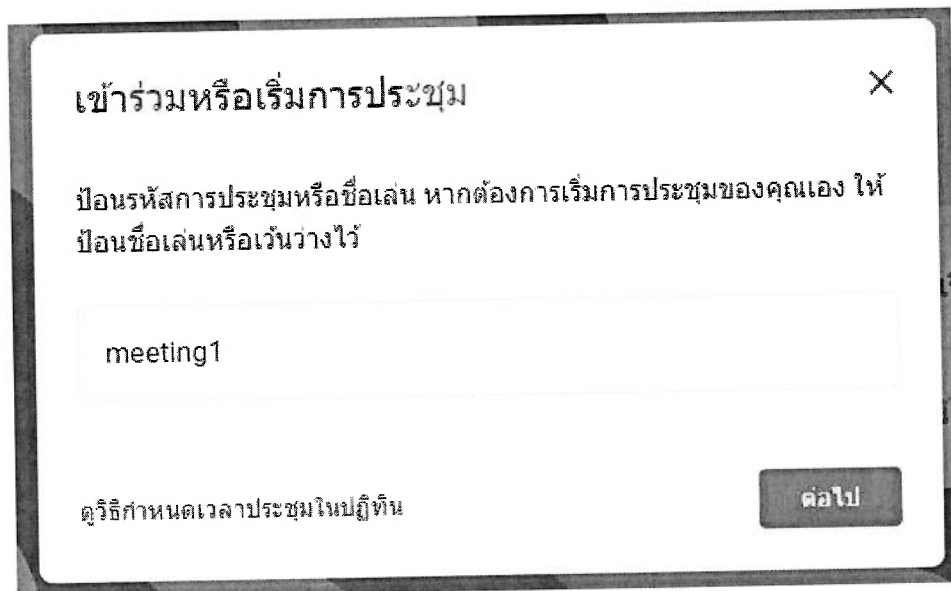 เข้าร่วมหรือเริ่มการประชุม
ป้อนรหัสการประชุมหรือชื่อเล่น หากต้องการเริ่มการประชุมของคุณเอง ให้
ป้อนชื่อเล่นหรือเว้นว่างไว้
meeting1
ดูวิธีกำหนดเวลาประชุมในปฏิทิน
ต่อไป